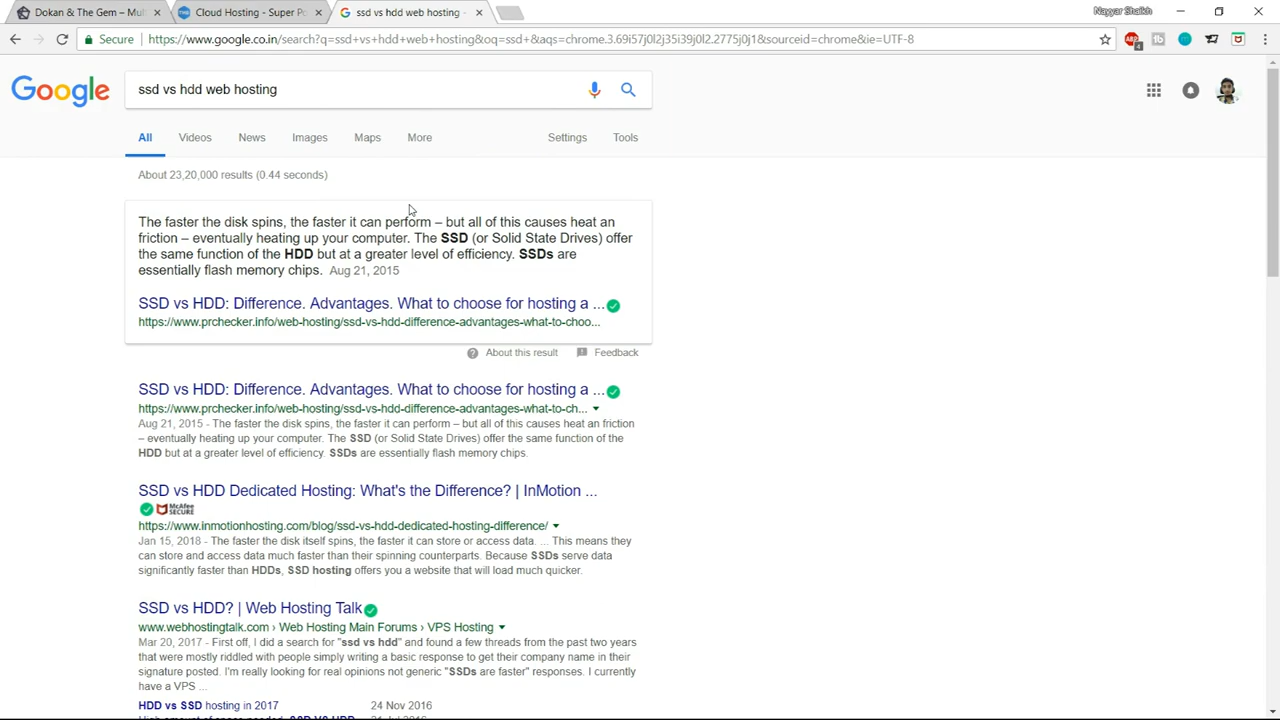 Dokan & The Gem – Mult
Cloud Hosting - Super Po
ssd vs hdd web hosting -
Nayyar Shaikh
Secure
https://www.google.co.in/search?q=ssd+vs+hdd+web+hosting&oq=ssd+&aqs=chrome.3.69i57j0l2j35i39j0l2.2775j0j1&sourceid=chrome&ie=UTF-8
Google
ssd vs hdd web hosting
All Videos News Images Maps More Settings Tools
About 23,20,000 results (0.44 seconds)
The faster the disk spins, the faster it can perform – but all of this causes heat an
friction – eventually heating up your computer. The SSD (or Solid State Drives) offer
the same function of the HDD but at a greater level of efficiency. SSDs are
essentially flash memory chips. Aug 21, 2015
SSD vs HDD: Difference. Advantages. What to choose for hosting a ...
https://www.prchecker.info/web-hosting/ssd-vs-hdd-difference-advantages-what-to-choo...
About this result Feedback
SSD vs HDD: Difference. Advantages. What to choose for hosting a ...
https://www.prchecker.info/web-hosting/ssd-vs-hdd-difference-advantages-what-to-ch...
Aug 21, 2015 - The faster the disk spins, the faster it can perform – but all of this causes heat an friction
– eventually heating up your computer. The SSD (or Solid State Drives) offer the same function of the
HDD but at a greater level of efficiency. SSDs are essentially flash memory chips.
SSD vs HDD Dedicated Hosting: What's the Difference? | InMotion ...
McAfee
SECURE
https://www.inmotionhosting.com/blog/ssd-vs-hdd-dedicated-hosting-difference/
Jan 15, 2018 - The faster the disk itself spins, the faster it can store or access data. ... This means they
can store and access data much faster than their spinning counterparts. Because SSDs serve data
significantly faster than HDDs, SSD hosting offers you a website that will load much quicker.
SSD vs HDD? | Web Hosting Talk
www.webhostingtalk.com › Web Hosting Main Forums › VPS Hosting
Mar 20, 2017 - First off, I did a search for "ssd vs hdd" and found a few threads from the past two years
that were mostly riddled with people simply writing a basic response to get their company name in their
signature posted. I'm really looking for real opinions not generic "SSDs are faster" responses. I currently
have a VPS ...
HDD vs SSD hosting in 2017 24 Nov 2016